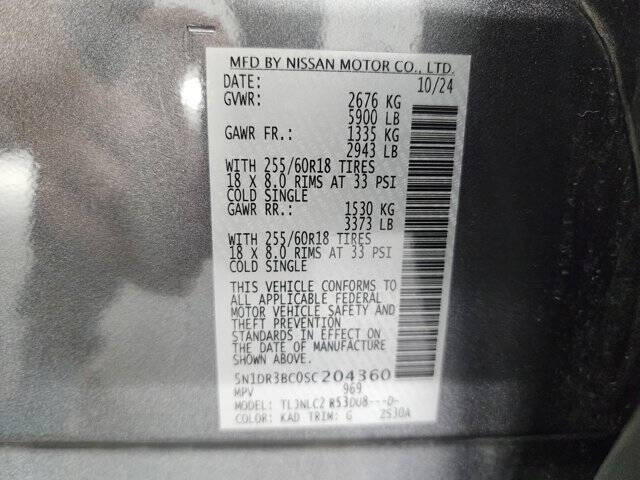 MFD BY NISSAN MOTOR CO., LTD.
DATE: 10/24
GVWR: 2676 KG
5900 LB
GAWR FR.: 1335 KG
2943 LB
WITH 255/60R18 TIRES
18 X 8.0 RIMS AT 33 PSI
COLD SINGLE
GAWR RR.: 1530 KG
3373 LB
WITH 255/60R18 TIRES
18 X 8.0 RIMS AT 33 PSI
COLD SINGLE
THIS VEHICLE CONFORMS TO
ALL APPLICABLE FEDERAL
MOTOR VEHICLE SAFETY AND
THEFT PREVENTION
STANDARDS IN EFFECT ON
THE DATE OF MANUFACTURE
SHOWN ABOVE.
5N1DR3BC0SC204360
MPV 969
MODEL: TL3NLC2 R53DU8---D-
COLOR: KAD TRIM: G 2S30A